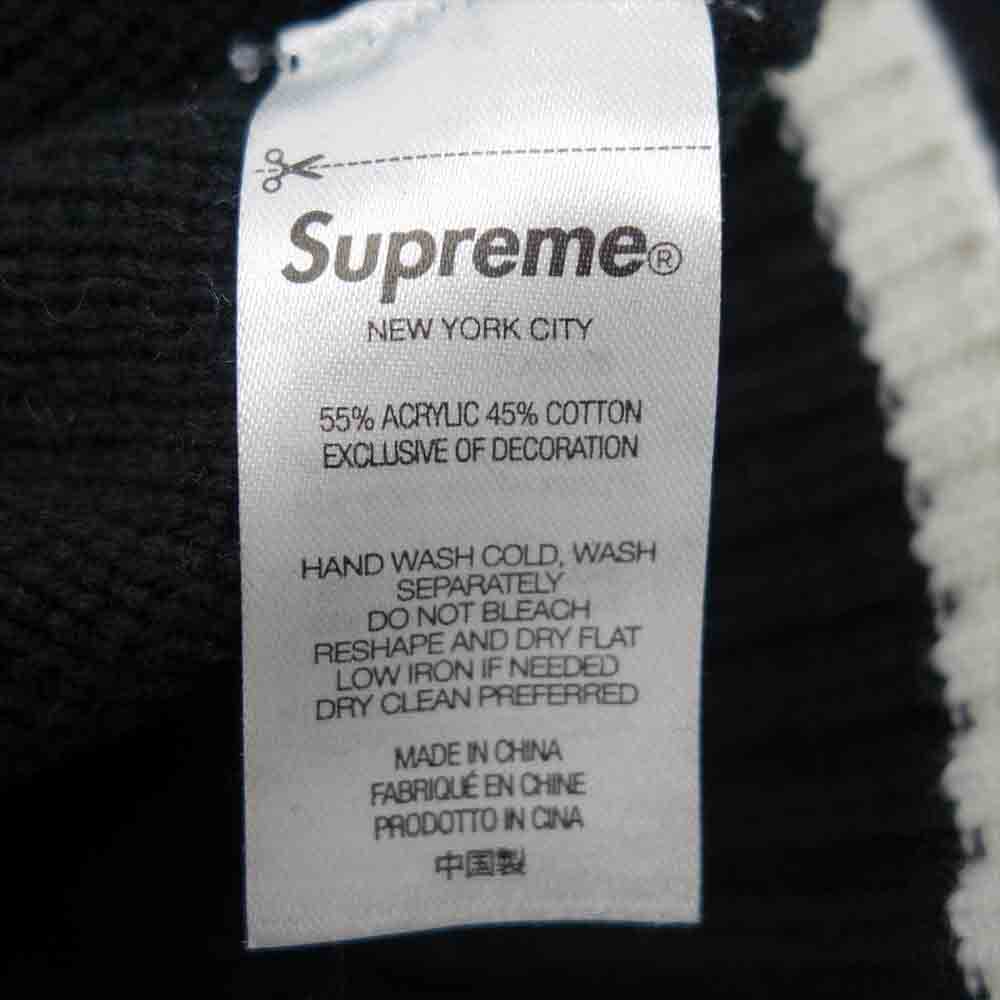 Supreme®
NEW YORK CITY
55% ACRYLIC 45% COTTON
EXCLUSIVE OF DECORATION
HAND WASH COLD, WASH
SEPARATELY
DO NOT BLEACH
RESHAPE AND DRY FLAT
LOW IRON IF NEEDED
DRY CLEAN PREFERRED
MADE IN CHINA
FABRIQUÉ EN CHINE
PRODOTTO IN CINA
中国製